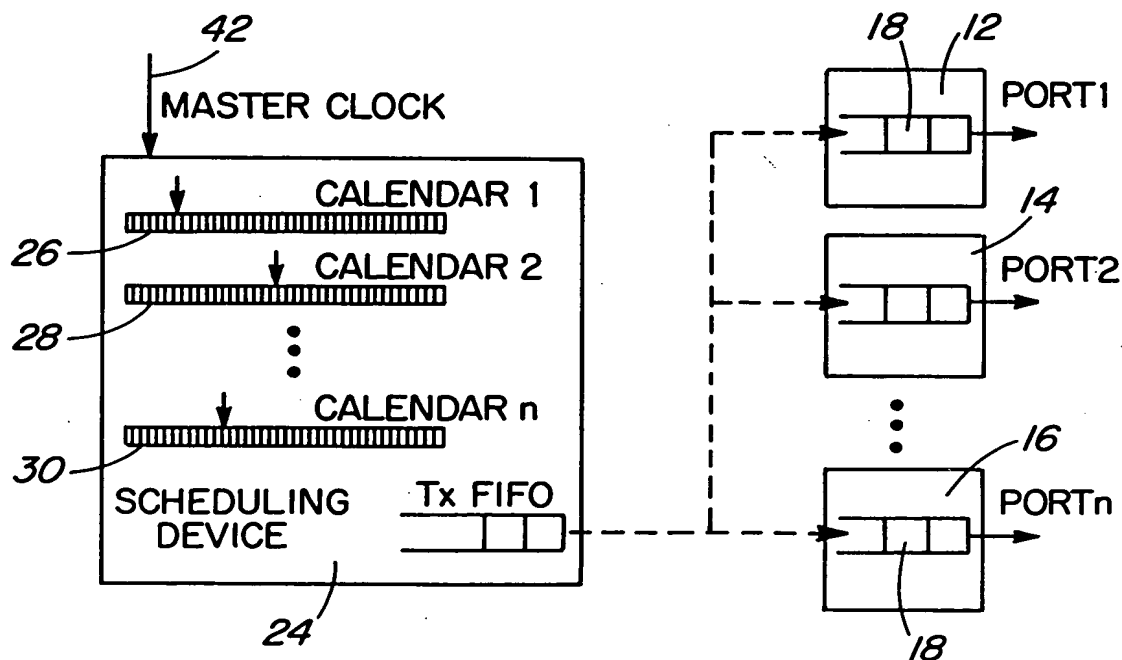 42
MASTER CLOCK
CALENDAR 1
26
CALENDAR 2
28
CALENDAR n
30
SCHEDULING
DEVICE
Tx FIFO
24
18
12
PORT1
14
PORT2
16
PORTn
18